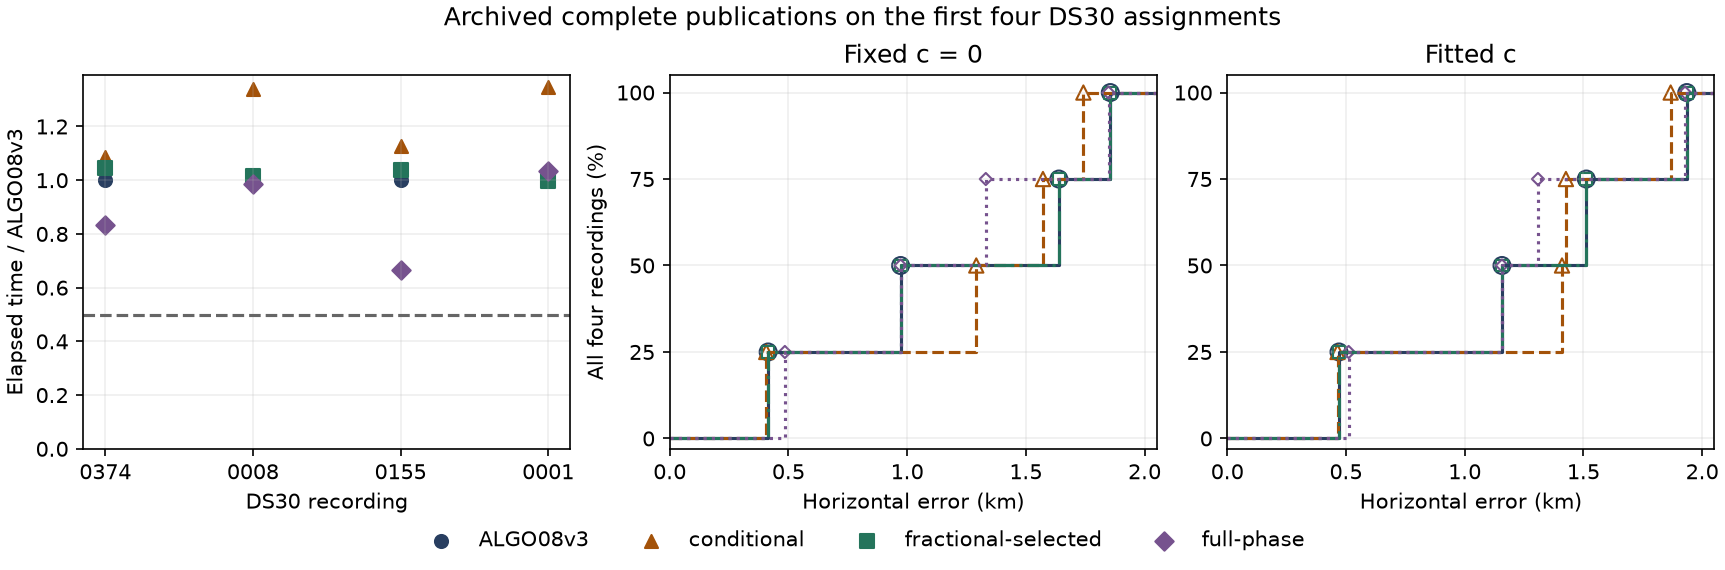 Archived complete publications on the first four DS30 assignments
Elapsed time / ALGO08v3
1.2
1.0
0.8
0.6
0.4
0.2
0.0
0374
0008
0155
0001
DS30 recording
Fixed c = 0
All four recordings (%)
100
75
50
25
0
0.0
0.5
1.0
1.5
2.0
Horizontal error (km)
Fitted c
100
75
50
25
0
0.0
0.5
1.0
1.5
2.0
Horizontal error (km)
ALGO08v3
conditional
fractional-selected
full-phase